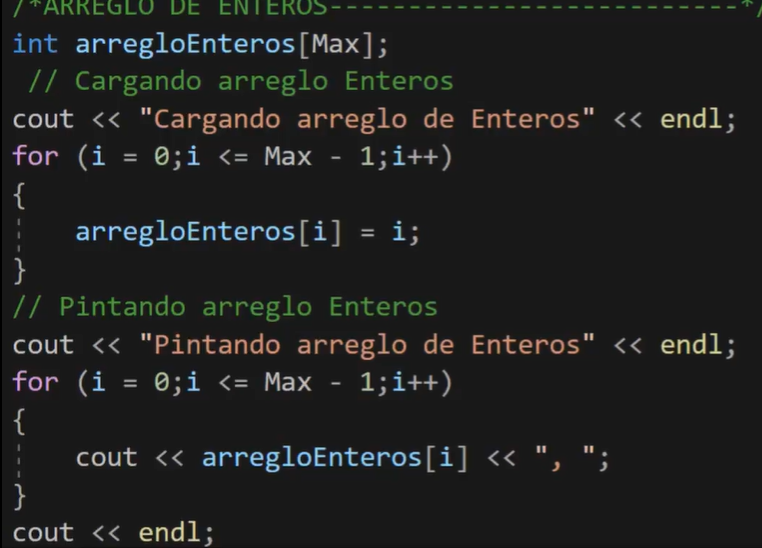 /*ARREGLO DE ENTEROS--------------------------*/
int arregloEnteros[Max];
// Cargando arreglo Enteros
cout << "Cargando arreglo de Enteros" << endl;
for (i = 0;i <= Max - 1;i++)
{
arregloEnteros[i] = i;
}
// Pintando arreglo Enteros
cout << "Pintando arreglo de Enteros" << endl;
for (i = 0;i <= Max - 1;i++)
{
cout << arregloEnteros[i] << ", ";
}
cout << endl;